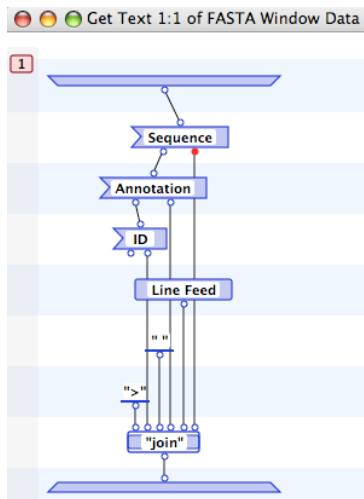 Get Text 1:1 of FASTA Window Data
1
Sequence
Annotation
ID
Line Feed
" "
">"
"join"